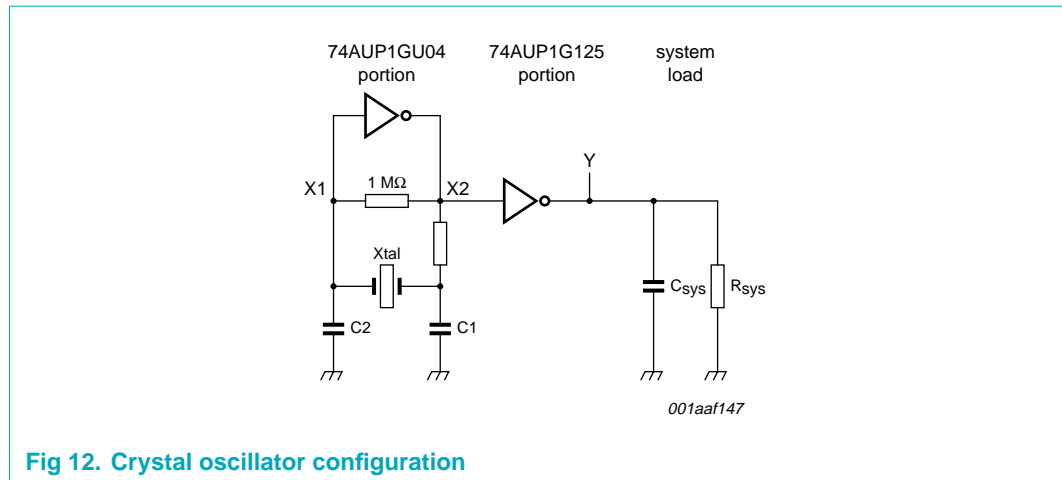 74AUP1GU04
portion
74AUP1G125
portion
system
load
Y
X1
1 MΩ
X2
Xtal
C2
C1
Csys
Rsys
001aaf147
Fig 12. Crystal oscillator configuration